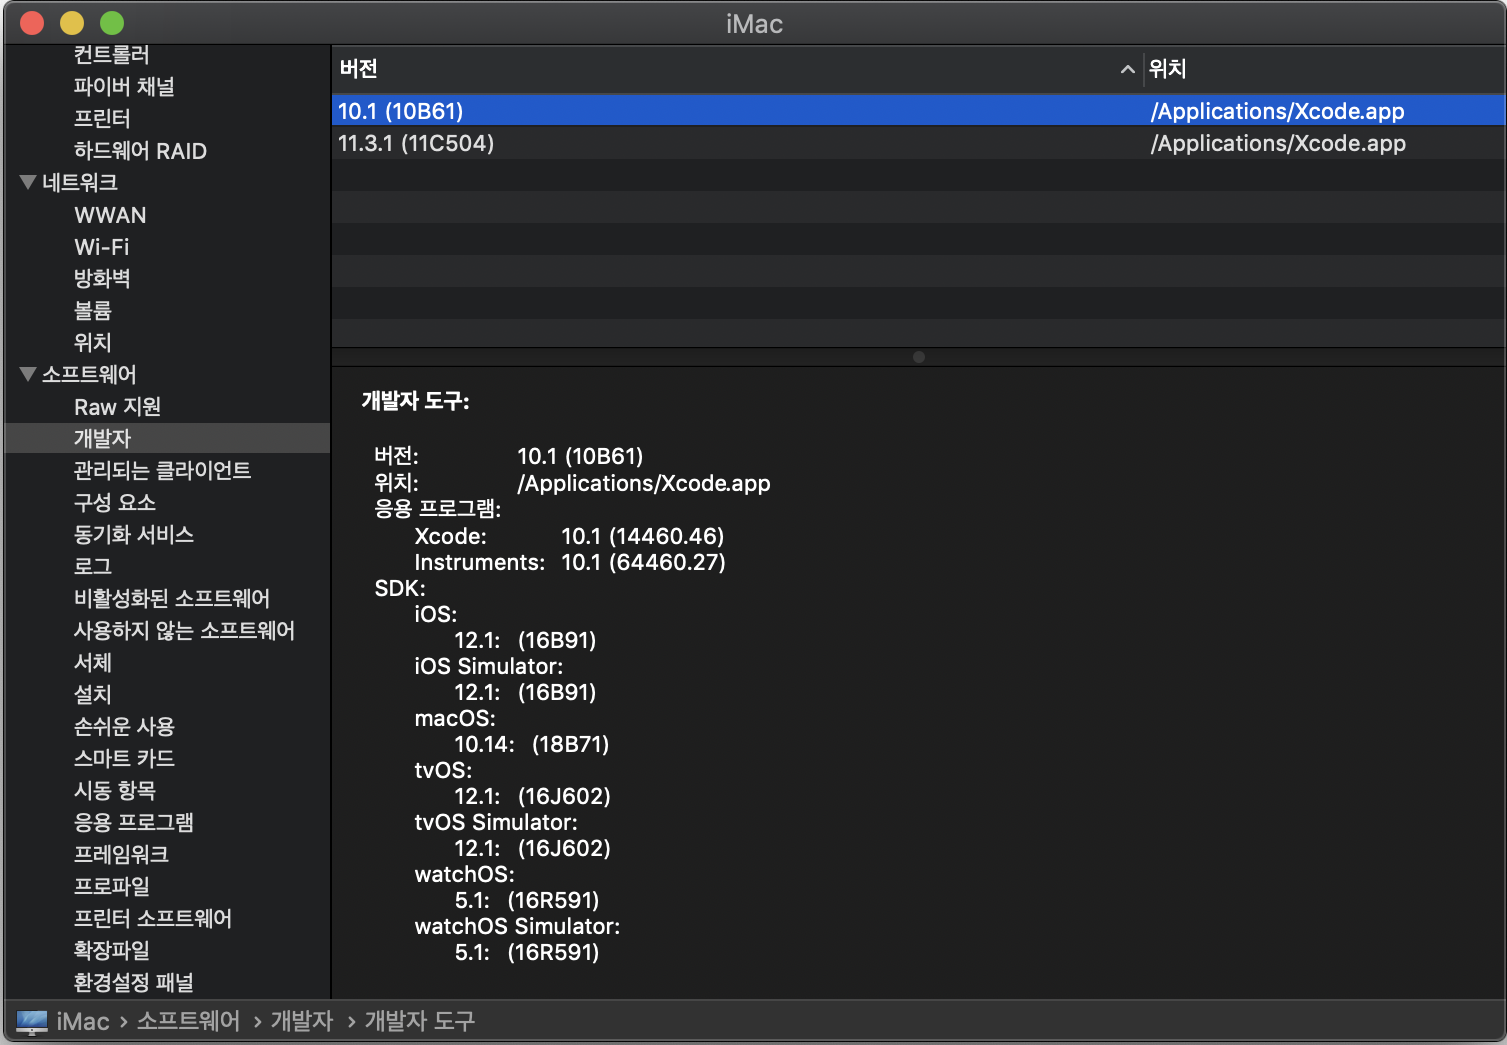 iMac
컨트롤러
파이버 채널
프린터
하드웨어 RAID
네트워크
WWAN
Wi-Fi
방화벽
볼륨
위치
소프트웨어
Raw 지원
개발자
관리되는 클라이언트
구성 요소
동기화 서비스
로그
비활성화된 소프트웨어
사용하지 않는 소프트웨어
서체
설치
손쉬운 사용
스마트 카드
시동 항목
응용 프로그램
프레임워크
프로파일
프린터 소프트웨어
확장파일
환경설정 패널
버전 위치
10.1 (10B61) /Applications/Xcode.app
11.3.1 (11C504) /Applications/Xcode.app
개발자 도구:
버전: 10.1 (10B61)
위치: /Applications/Xcode.app
응용 프로그램:
Xcode: 10.1 (14460.46)
Instruments: 10.1 (64460.27)
SDK:
iOS:
12.1: (16B91)
iOS Simulator:
12.1: (16B91)
macOS:
10.14: (18B71)
tvOS:
12.1: (16J602)
tvOS Simulator:
12.1: (16J602)
watchOS:
5.1: (16R591)
watchOS Simulator:
5.1: (16R591)
iMac › 소프트웨어 › 개발자 › 개발자 도구